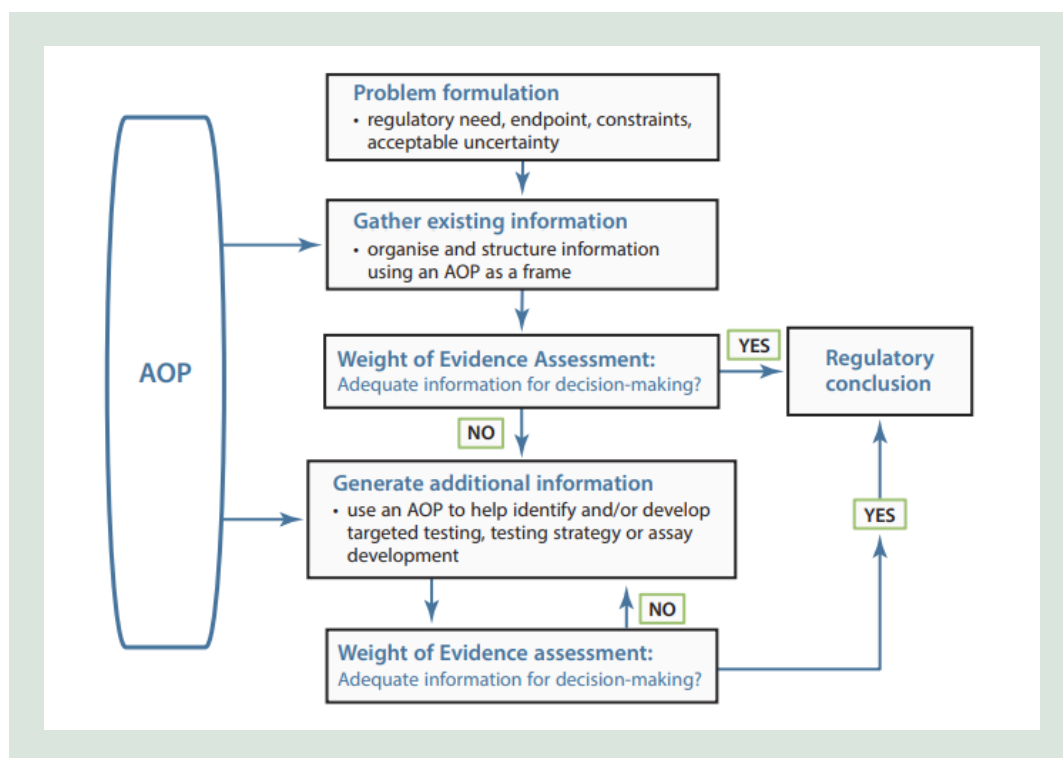 Problem formulation
• regulatory need, endpoint, constraints,
acceptable uncertainty
Gather existing information
• organise and structure information
using an AOP as a frame
AOP
Weight of Evidence Assessment:
Adequate information for decision-making?
YES
Regulatory
conclusion
NO
Generate additional information
• use an AOP to help identify and/or develop
targeted testing, testing strategy or assay
development
YES
NO
Weight of Evidence assessment:
Adequate information for decision-making?